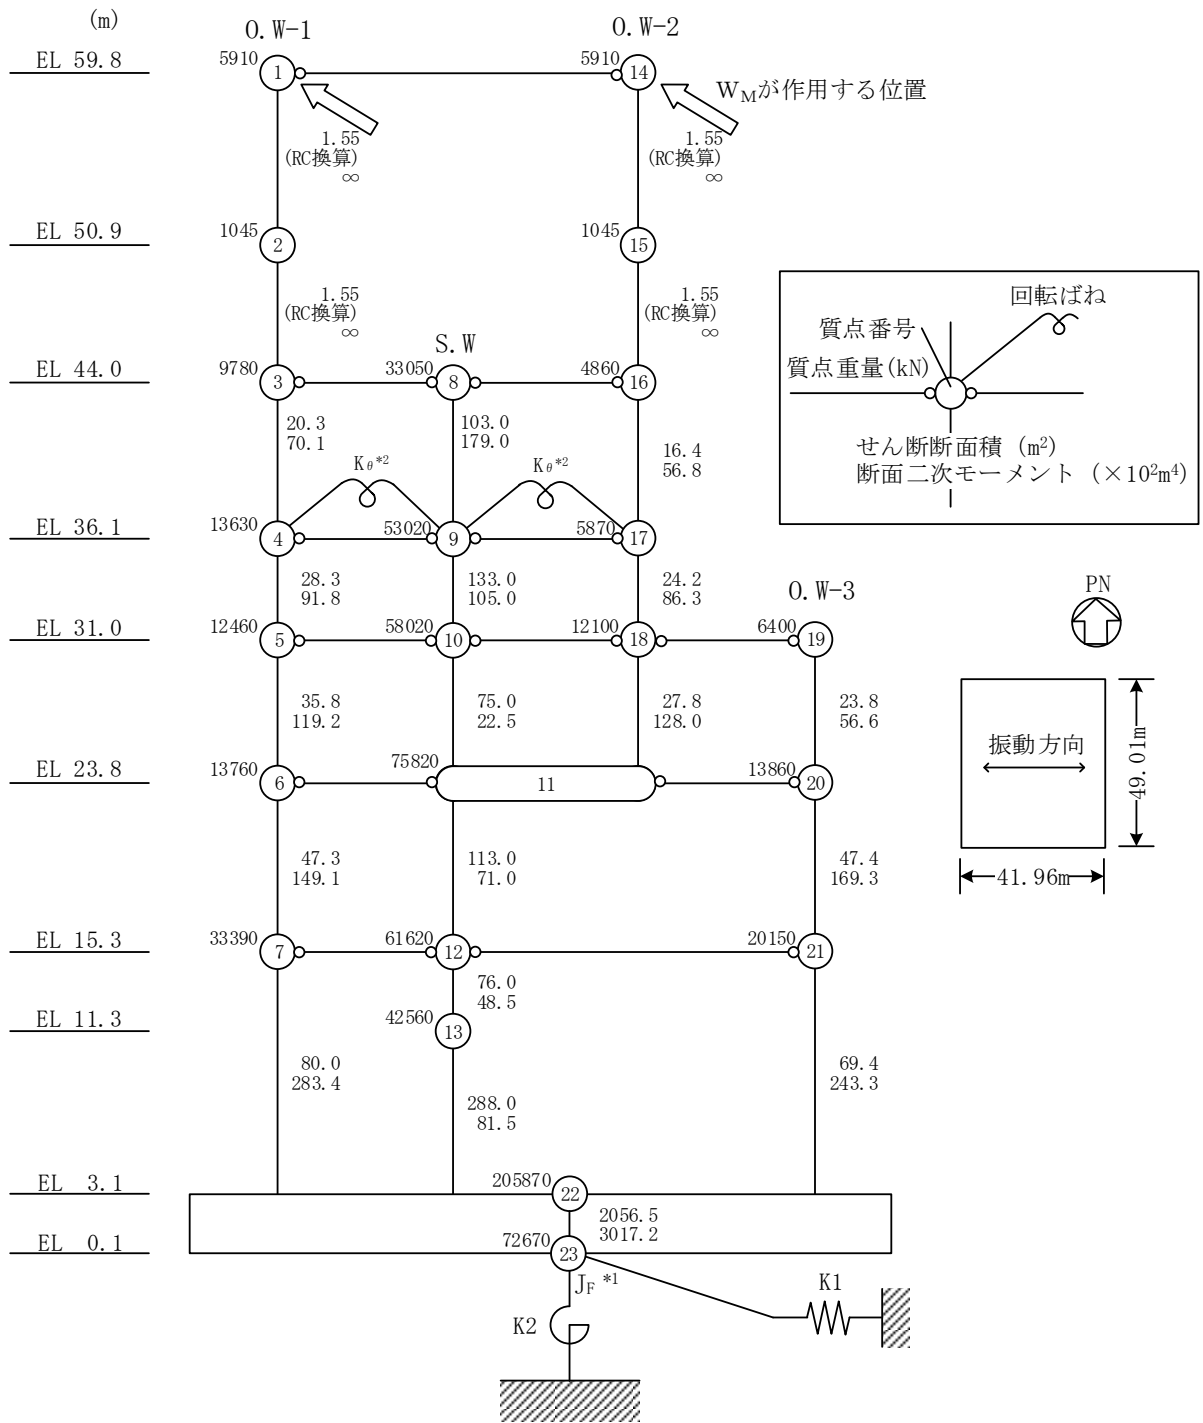 (m)
O.W-1
O.W-2
EL 59.8
5910
1
5910
14
W_Mが作用する位置
1.55
(RC換算)
∞
1.55
(RC換算)
∞
EL 50.9
1045
2
1045
15
1.55
(RC換算)
∞
1.55
(RC換算)
∞
回転ばね
質点番号
質点重量(kN)
せん断断面積 (m²)
断面二次モーメント (×10²m⁴)
S.W
EL 44.0
9780
3
33050
8
4860
16
20.3
70.1
103.0
179.0
16.4
56.8
Kθ*2
Kθ*2
EL 36.1
13630
4
53020
9
5870
17
28.3
91.8
133.0
105.0
24.2
86.3
O.W-3
PN
EL 31.0
12460
5
58020
10
12100
18
6400
19
35.8
119.2
75.0
22.5
27.8
128.0
23.8
56.6
振動方向
49.01m
41.96m
EL 23.8
13760
6
75820
11
13860
20
47.3
149.1
113.0
71.0
47.4
169.3
EL 15.3
33390
7
61620
12
20150
21
76.0
48.5
EL 11.3
42560
13
80.0
283.4
288.0
81.5
69.4
243.3
EL 3.1
205870
22
2056.5
3017.2
EL 0.1
72670
23
J_F *1
K1
K2